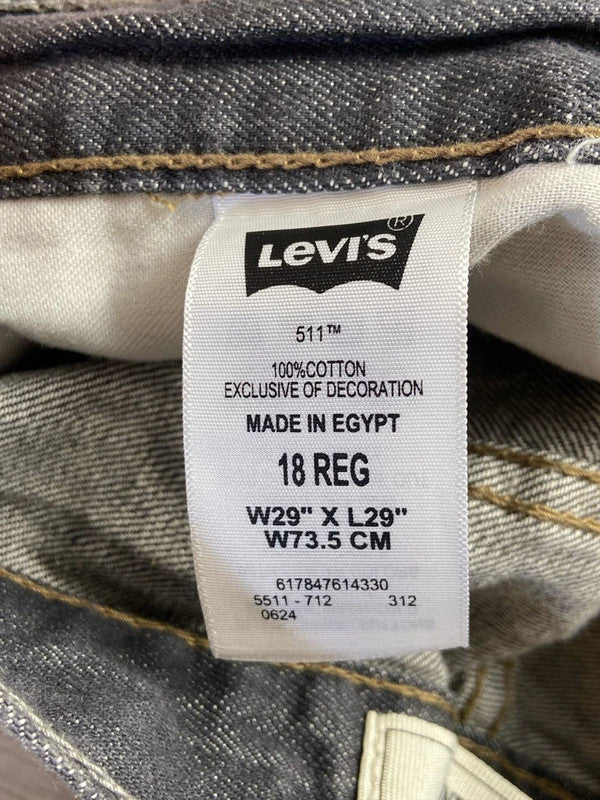 LEVI'S®
511™
100%COTTON
EXCLUSIVE OF DECORATION
MADE IN EGYPT
18 REG
W29" X L29"
W73.5 CM
617847614330
5511 - 712 312
0624